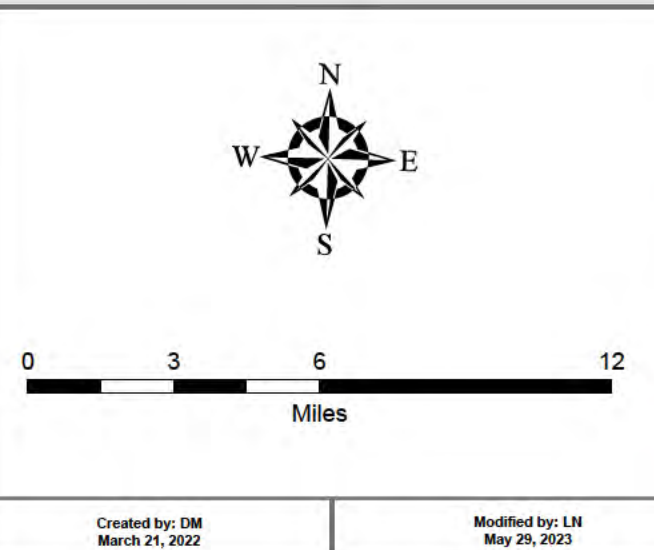 N
W E
S
0 3 6 12
Miles
Created by: DM
March 21, 2022
Modified by: LN
May 29, 2023